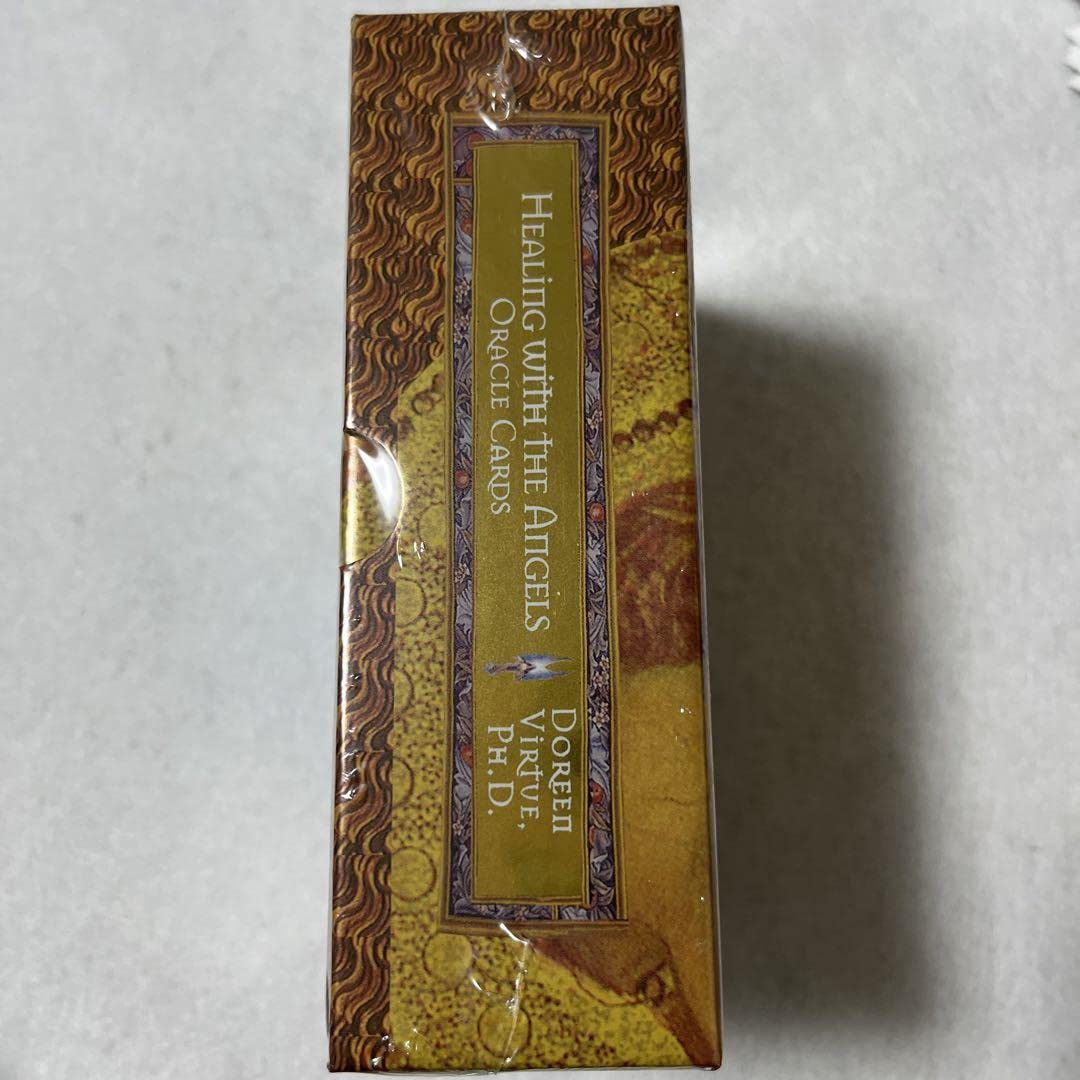 HEALING WITH THE ANGELS
ORACLE CARDS
DOREEN
VIRTUE,
PH.D.